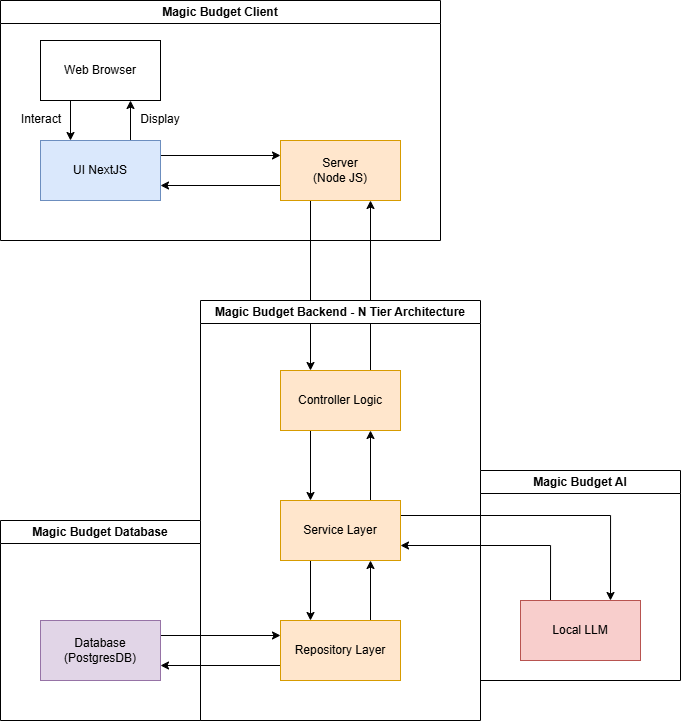 Magic Budget Client
Web Browser
Interact
Display
UI NextJS
Server
(Node JS)
Magic Budget Backend - N Tier Architecture
Controller Logic
Magic Budget AI
Service Layer
Magic Budget Database
Local LLM
Database
(PostgresDB)
Repository Layer